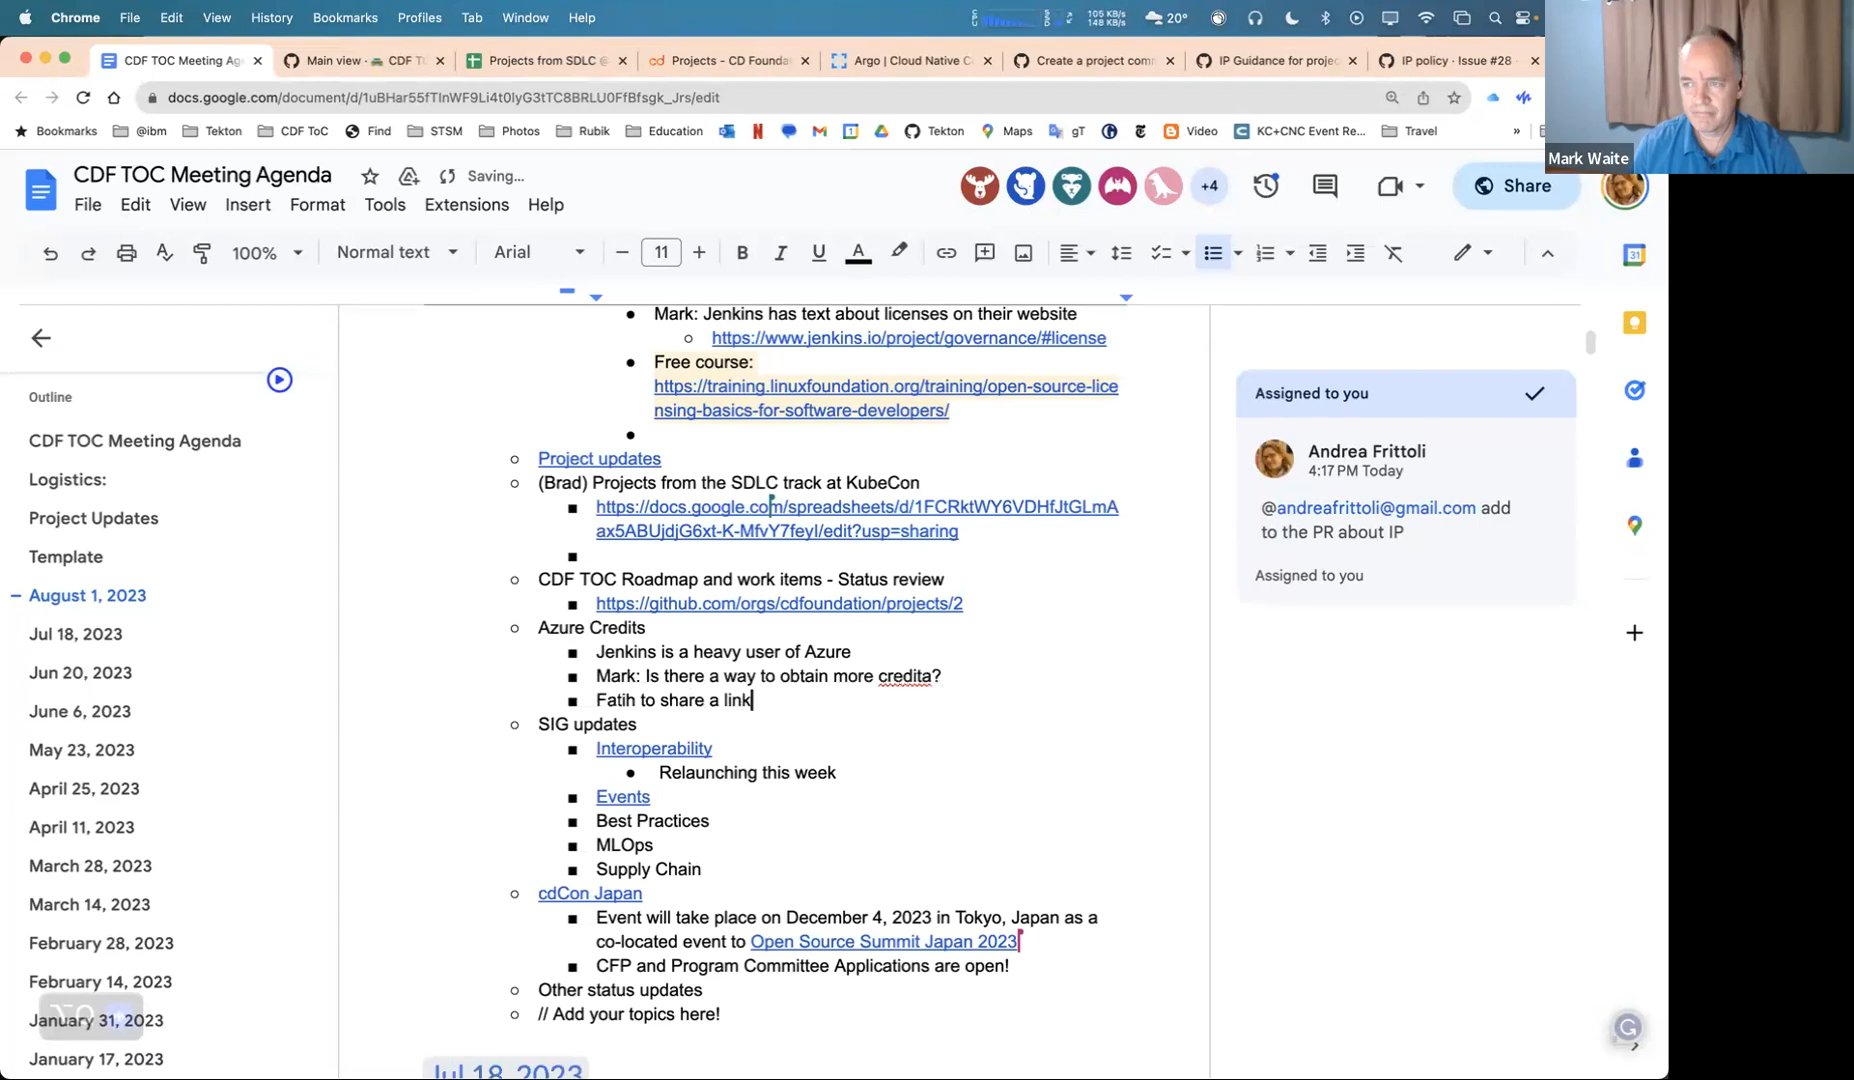 Chrome File Edit View History Bookmarks Profiles Tab Window Help
105 KB/s
148 KB/s
20°
CDF TOC Meeting Age
Main view ·
CDF T
Projects from SDLC @
Projects - CD Founda
Argo | Cloud Native C
Create a project comm
IP Guidance for projec
IP policy · Issue #28
docs.google.com/document/d/1uBHar55fTInWF9Li4t0lyG3tTC8BRLU0FfBfsgk_Jrs/edit
Bookmarks @ibm Tekton CDF ToC Find STSM Photos Rubik Education Tekton Maps gT Video KC+CNC Event Re... Travel »
Mark Waite
CDF TOC Meeting Agenda
Saving...
+4
Share
File Edit View Insert Format Tools Extensions Help
100% Normal text Arial 11
Outline
CDF TOC Meeting Agenda
Logistics:
Project Updates
Template
August 1, 2023
Jul 18, 2023
Jun 20, 2023
June 6, 2023
May 23, 2023
April 25, 2023
April 11, 2023
March 28, 2023
March 14, 2023
February 28, 2023
February 14, 2023
January 31, 2023
January 17, 2023
Mark: Jenkins has text about licenses on their website
https://www.jenkins.io/project/governance/#license
Free course:
https://training.linuxfoundation.org/training/open-source-lice
nsing-basics-for-software-developers/
Project updates
(Brad) Projects from the SDLC track at KubeCon
https://docs.google.com/spreadsheets/d/1FCRktWY6VDHfJtGLmA
ax5ABUjdjG6xt-K-MfvY7feyI/edit?usp=sharing
CDF TOC Roadmap and work items - Status review
https://github.com/orgs/cdfoundation/projects/2
Azure Credits
Jenkins is a heavy user of Azure
Mark: Is there a way to obtain more credita?
Fatih to share a link
SIG updates
Interoperability
Relaunching this week
Events
Best Practices
MLOps
Supply Chain
cdCon Japan
Event will take place on December 4, 2023 in Tokyo, Japan as a
co-located event to Open Source Summit Japan 2023
CFP and Program Committee Applications are open!
Other status updates
// Add your topics here!
Jul 18, 2023
Assigned to you
Andrea Frittoli
4:17 PM Today
@andreafrittoli@gmail.com add
to the PR about IP
Assigned to you